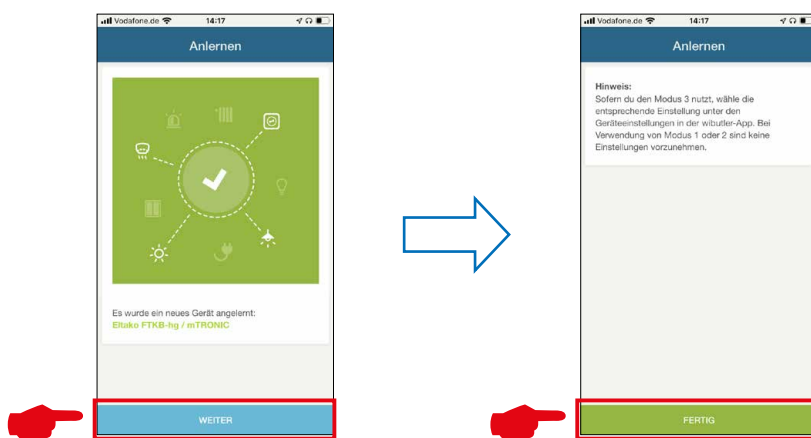 Vodafone.de 14:17
Anlernen
Es wurde ein neues Gerät angelernt:
Eltako FTKB-hg / mTRONIC
WEITER
Vodafone.de 14:17
Anlernen
Hinweis:
Sofern du den Modus 3 nutzt, wähle die
entsprechende Einstellung unter den
Geräteeinstellungen in der wibutler-App. Bei
Verwendung von Modus 1 oder 2 sind keine
Einstellungen vorzunehmen.
FERTIG